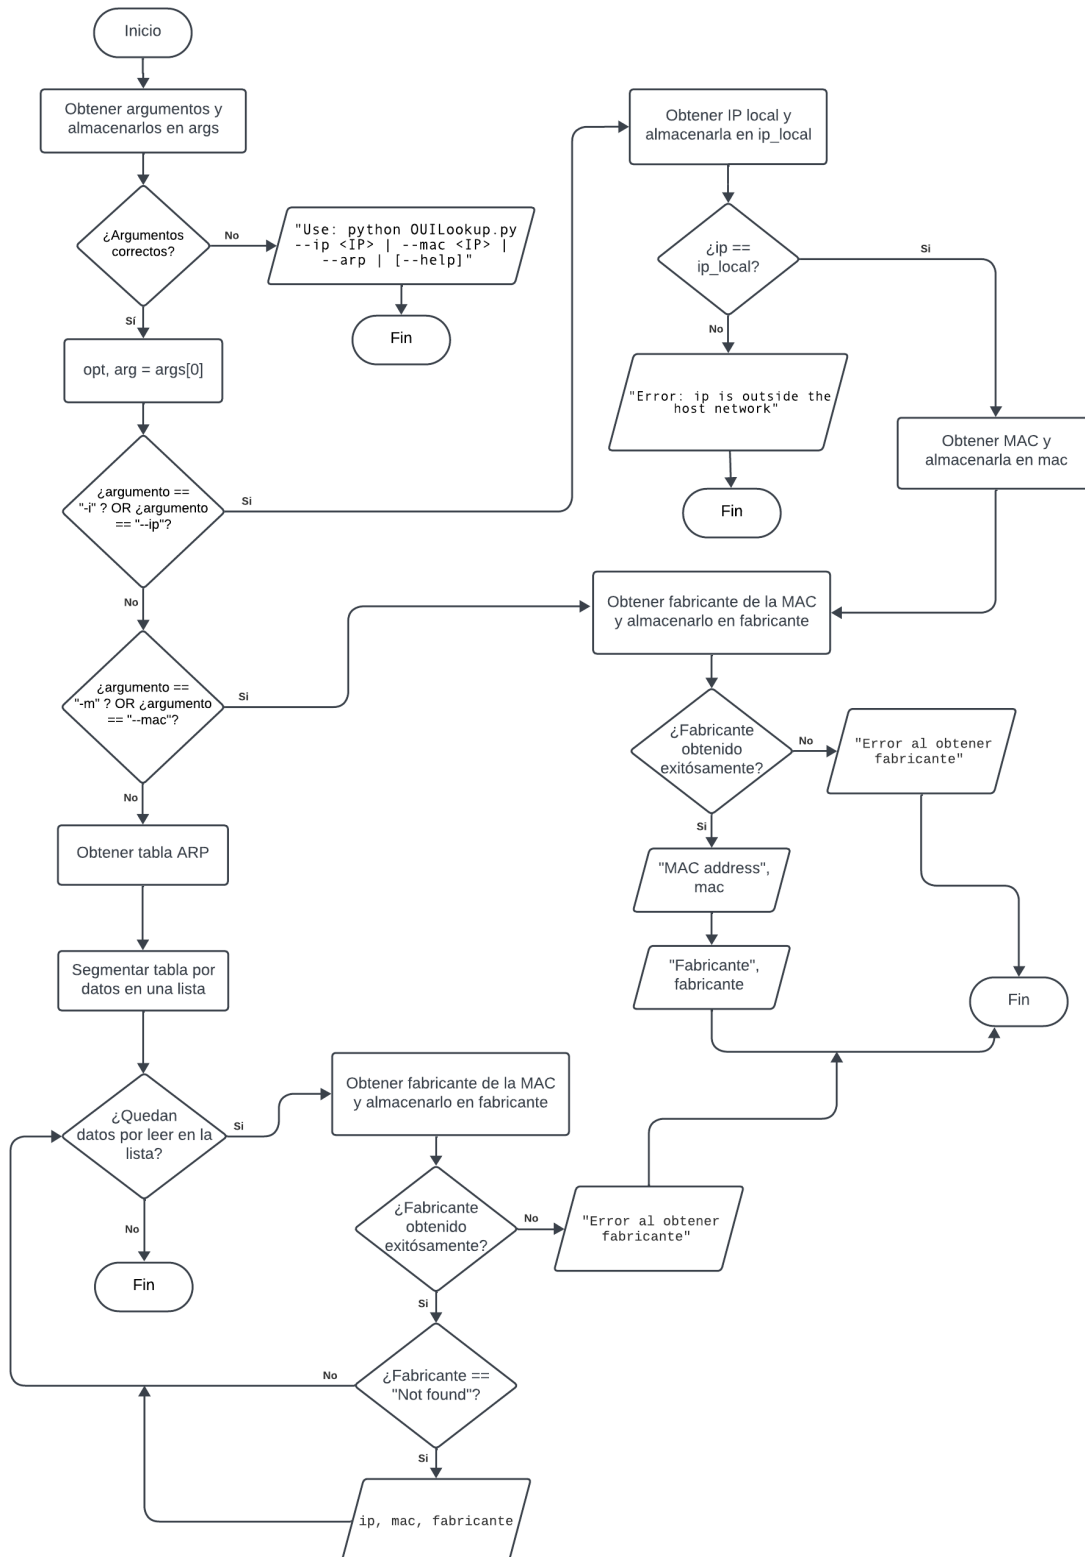 Inicio
Obtener argumentos y
almacenarlos en args
¿Argumentos
correctos?
No
"Use: python OUILookup.py
--ip <IP> | --mac <IP> |
--arp | [--help]"
Fin
Sí
opt, arg = args[0]
¿argumento ==
"-i" ? OR ¿argumento
== "--ip"?
Si
Obtener IP local y
almacenarla en ip_local
¿ip ==
ip_local?
Si
No
"Error: ip is outside the
host network"
Fin
Obtener MAC y
almacenarla en mac
No
¿argumento ==
"-m" ? OR ¿argumento
== "--mac"?
Si
Obtener fabricante de la MAC
y almacenarlo en fabricante
¿Fabricante
obtenido
exitósamente?
No
"Error al obtener
fabricante"
Si
"MAC address",
mac
"Fabricante",
fabricante
Fin
No
Obtener tabla ARP
Segmentar tabla por
datos en una lista
¿Quedan
datos por leer en la
lista?
Si
No
Fin
Obtener fabricante de la MAC
y almacenarlo en fabricante
¿Fabricante
obtenido
exitósamente?
No
"Error al obtener
fabricante"
Si
¿Fabricante ==
"Not found"?
No
Si
ip, mac, fabricante